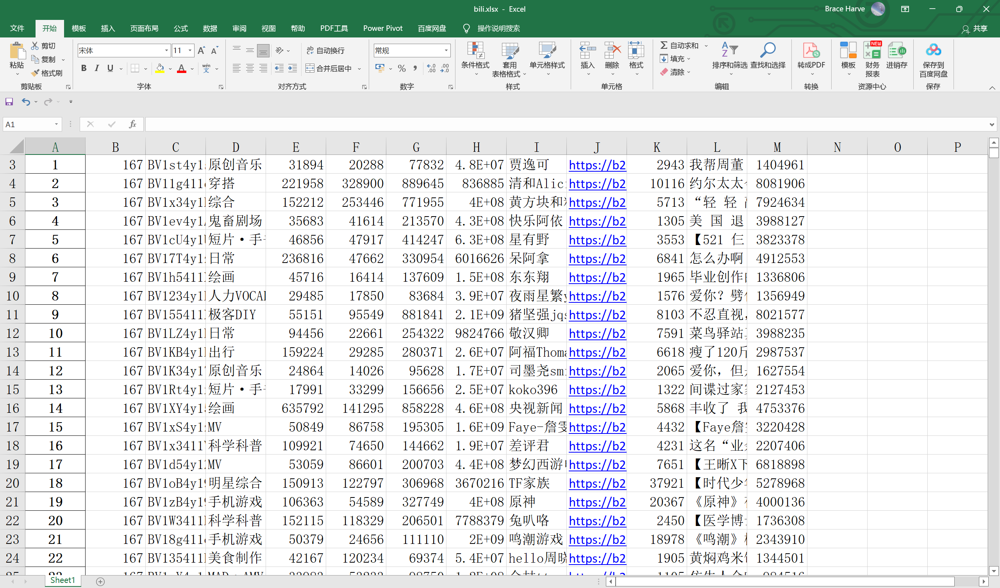 bili.xlsx - Excel
Brace Harve
文件 开始 模板 插入 页面布局 公式 数据 审阅 视图 帮助 PDF工具 Power Pivot 百度网盘 操作说明搜索 共享
粘贴 剪切 复制 格式刷 剪贴板
宋体 11 B I U wén 文 A 字体
ab 自动换行 合并后居中 对齐方式
常规 % 数字
条件格式 套用 表格格式 单元格样式 样式
插入 删除 格式 单元格
Σ 自动求和 填充 清除 排序和筛选 查找和选择 编辑
转成PDF 转换
模板 NEW 财务 报表 进销存 资源中心
保存到 百度网盘 保存
A1 fx
A B C D E F G H I J K L M N O P
3 1 167 BV1st4y1 原创音乐 31894 20288 77832 4.8E+07 贾逸可 https://b2 2943 我帮周董 1404961
4 2 167 BV11g411 穿搭 221958 328900 889645 836885 清和Alic https://b2 10116 约尔太太 8081906
5 3 167 BV1x34y1 综合 152212 253446 771955 4E+08 黄方块和 https://b2 5713 “轻 轻 7924634
6 4 167 BV1ev4y1 鬼畜剧场 35683 41614 213570 4.3E+08 快乐阿依 https://b2 1305 美 国 退 3988127
7 5 167 BV1cU4y1 短片·手 46856 47917 414247 6.3E+08 星有野 https://b2 3553 【521 仨 3823378
8 6 167 BV17T4y1 日常 236816 47662 330954 6016626 呆阿拿 https://b2 6841 怎么办啊 4912553
9 7 167 BV1h5411 绘画 45716 16414 137609 1.5E+08 东东翔 https://b2 1965 毕业创作 1336806
10 8 167 BV1234y1 人力VOCA 29485 17850 83684 3.9E+07 夜雨星繁 https://b2 1576 爱你？劈 1356949
11 9 167 BV155411 极客DIY 55151 95549 881841 2.1E+09 猪坚强jq https://b2 8103 不忍直视， 8021577
12 10 167 BV1LZ4y1 日常 94456 22661 254322 9824766 敬汉卿 https://b2 7591 菜鸟驿站 3988235
13 11 167 BV1KB4y1 出行 159224 29285 280371 2.6E+07 阿福Thom https://b2 6618 瘦了120斤 2987537
14 12 167 BV1K34y1 原创音乐 24864 14026 95628 1.7E+07 司墨尧sm https://b2 2065 爱你，但 1627554
15 13 167 BV1Rt4y1 短片·手 17991 33299 156656 2.5E+07 koko396 https://b2 1322 间谍过家 2127453
16 14 167 BV1XY4y1 绘画 635792 141295 858228 4.6E+08 央视新闻 https://b2 5868 丰收了 我 4753376
17 15 167 BV1xS4y1 MV 50849 86758 195305 1.6E+09 Faye-詹雯 https://b2 4432 【Faye詹 3220428
18 16 167 BV1x3411 科学科普 109921 74650 144662 1.9E+07 差评君 https://b2 4231 这名“业 2207406
19 17 167 BV1d54y1 MV 53059 86601 200703 4.4E+08 梦幻西游 https://b2 7651 【王晰X下 6818898
20 18 167 BV1oB4y1 明星综合 150913 122797 306968 3670216 TF家族 https://b2 37921 【时代少 5278968
21 19 167 BV1zB4y1 手机游戏 106363 54589 327749 4E+08 原神 https://b2 20367 《原神》 4000136
22 20 167 BV1W3411 科学科普 152115 118329 206501 7788379 兔叭咯 https://b2 2450 【医学博 1736308
23 21 167 BV18g411 手机游戏 50379 24656 111110 2E+09 鸣潮游戏 https://b2 18978 《鸣潮》 2343910
24 22 167 BV135411 美食制作 42167 120234 69374 5.4E+07 hello周晓 https://b2 1905 黄焖鸡米 1344501
Sheet1